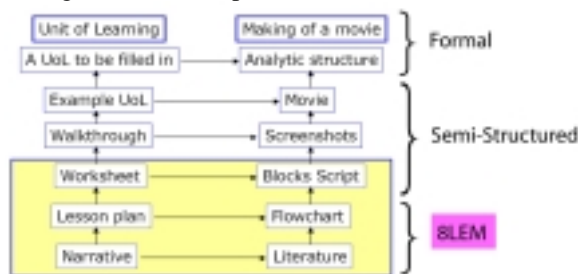 Unit of Learning Making of a movie
Formal
A UoL to be filled in Analytic structure
Example UoL Movie
Semi-Structured
Walkthrough Screenshots
Worksheet Blocks Script
Lesson plan Flowchart
8LEM
Narrative Literature